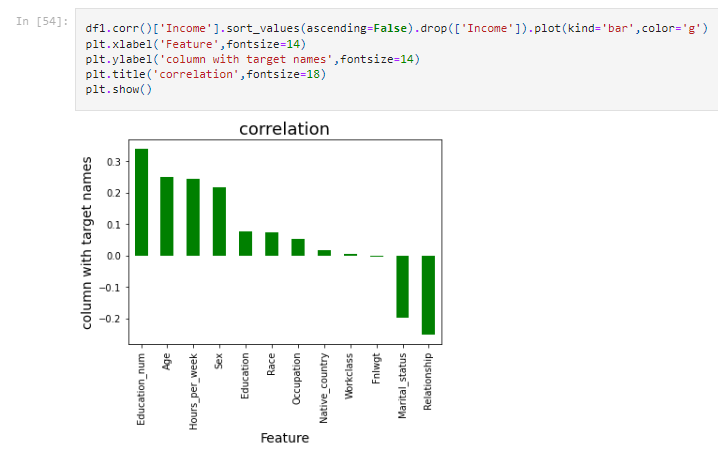 In [54]:
df1.corr()['Income'].sort_values(ascending=False).drop(['Income']).plot(kind='bar',color='g')
plt.xlabel('Feature',fontsize=14)
plt.ylabel('column with target names',fontsize=14)
plt.title('correlation',fontsize=18)
plt.show()
correlation
column with target names
0.3
0.2
0.1
0.0
−0.1
−0.2
Education_num
Age
Hours_per_week
Sex
Education
Race
Occupation
Native_country
Workclass
Fnlwgt
Marital_status
Relationship
Feature